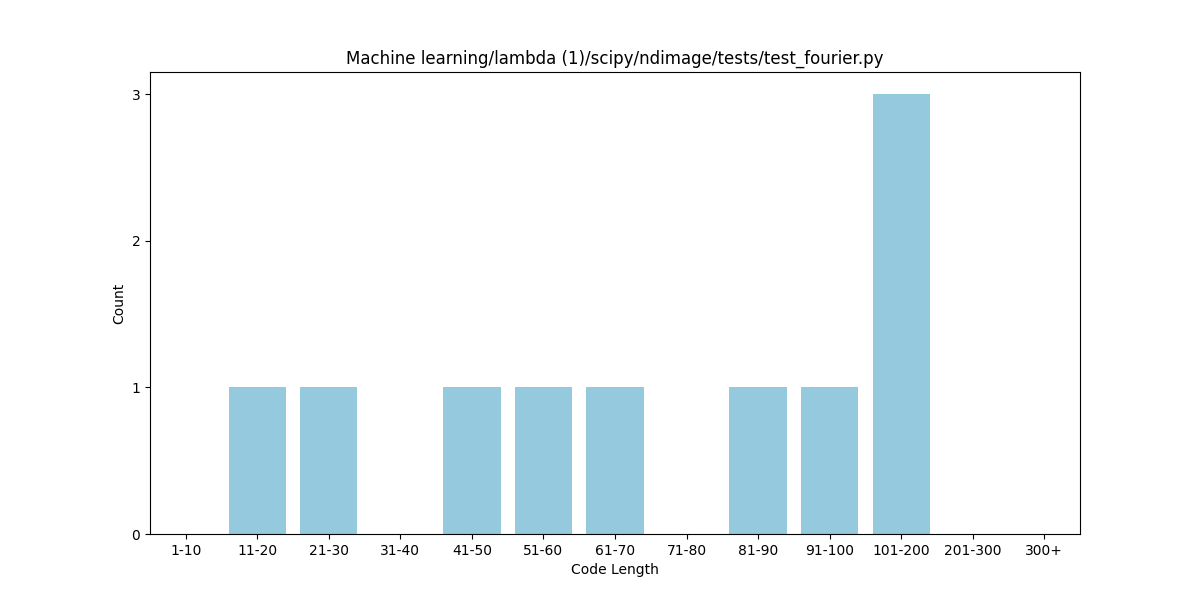 Machine learning/lambda (1)/scipy/ndimage/tests/test_fourier.py
Count
3
2
1
0
1-10 11-20 21-30 31-40 41-50 51-60 61-70 71-80 81-90 91-100 101-200 201-300 300+
Code Length